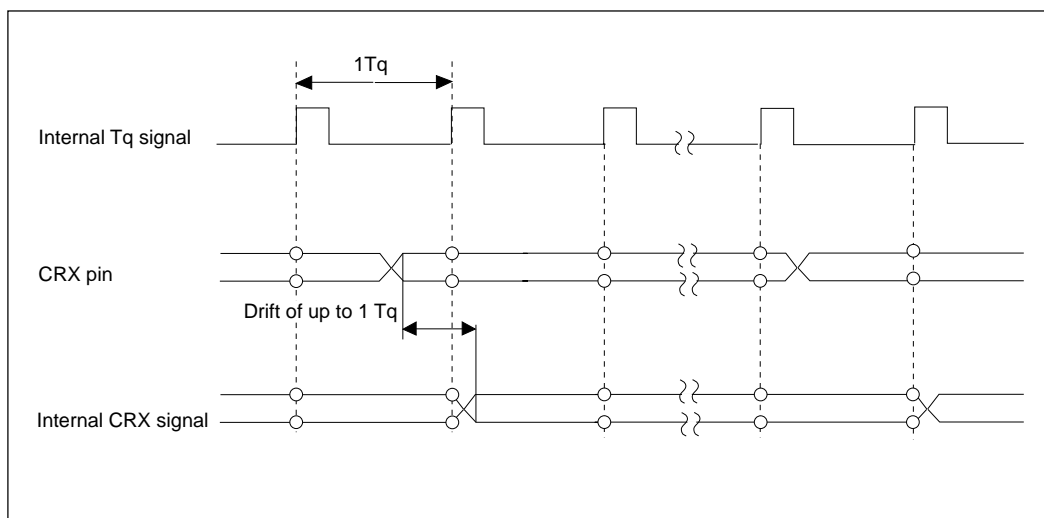 1Tq
Internal Tq signal
CRX pin
Drift of up to 1 Tq
Internal CRX signal